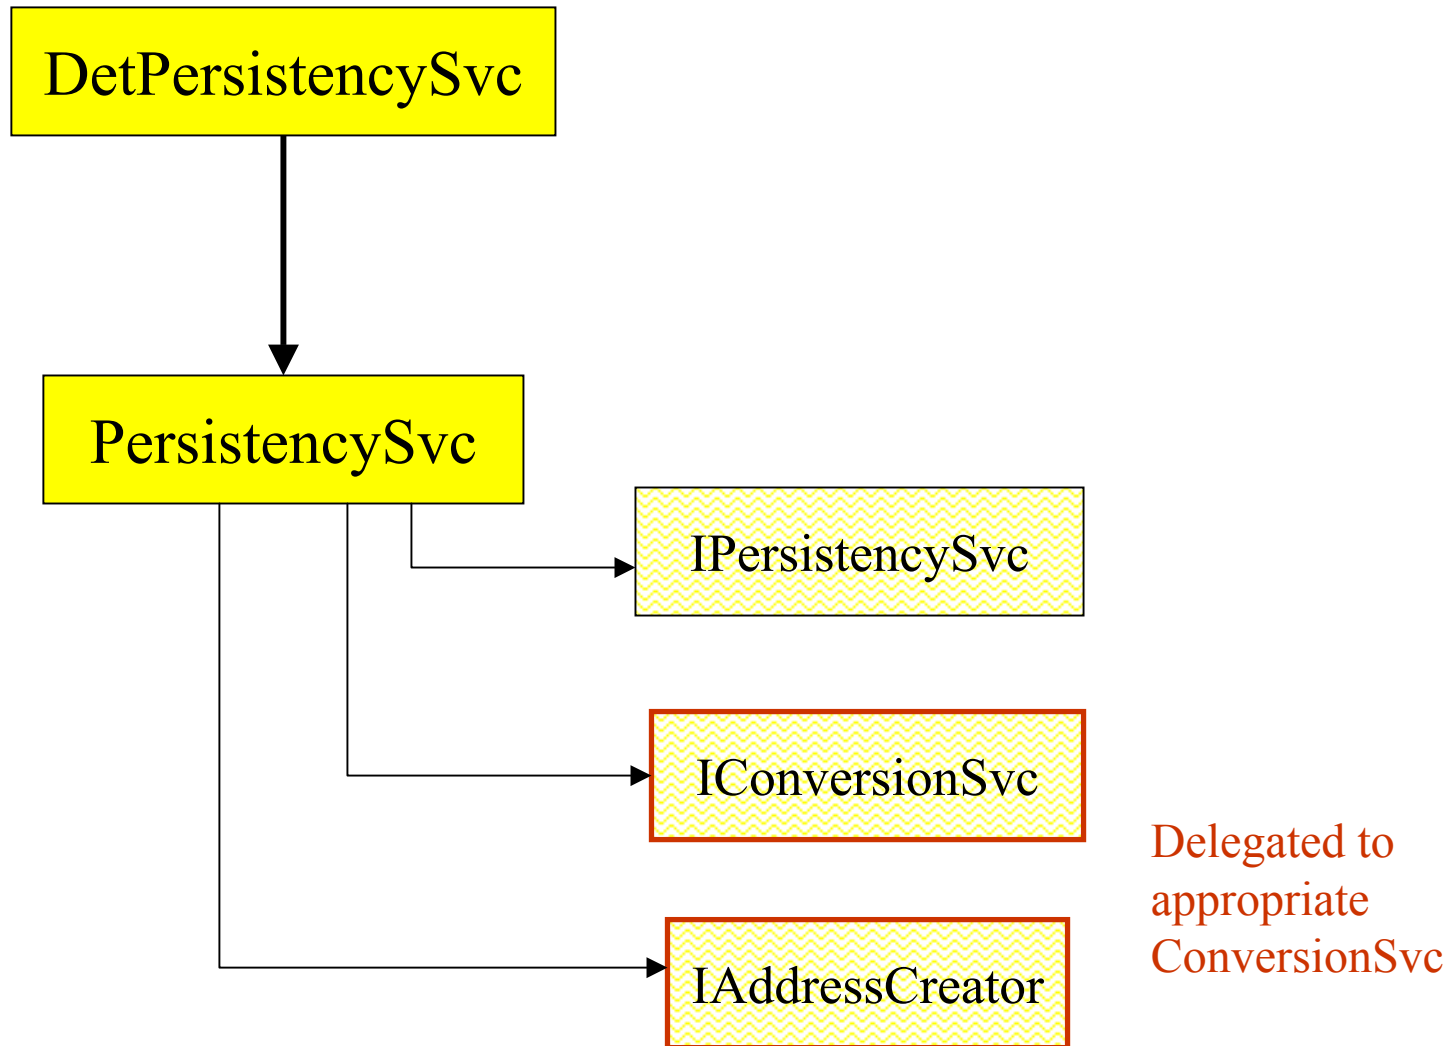 DetPersistencySvc
PersistencySvc
IPersistencySvc
IConversionSvc
Delegated to
appropriate
ConversionSvc
IAddressCreator